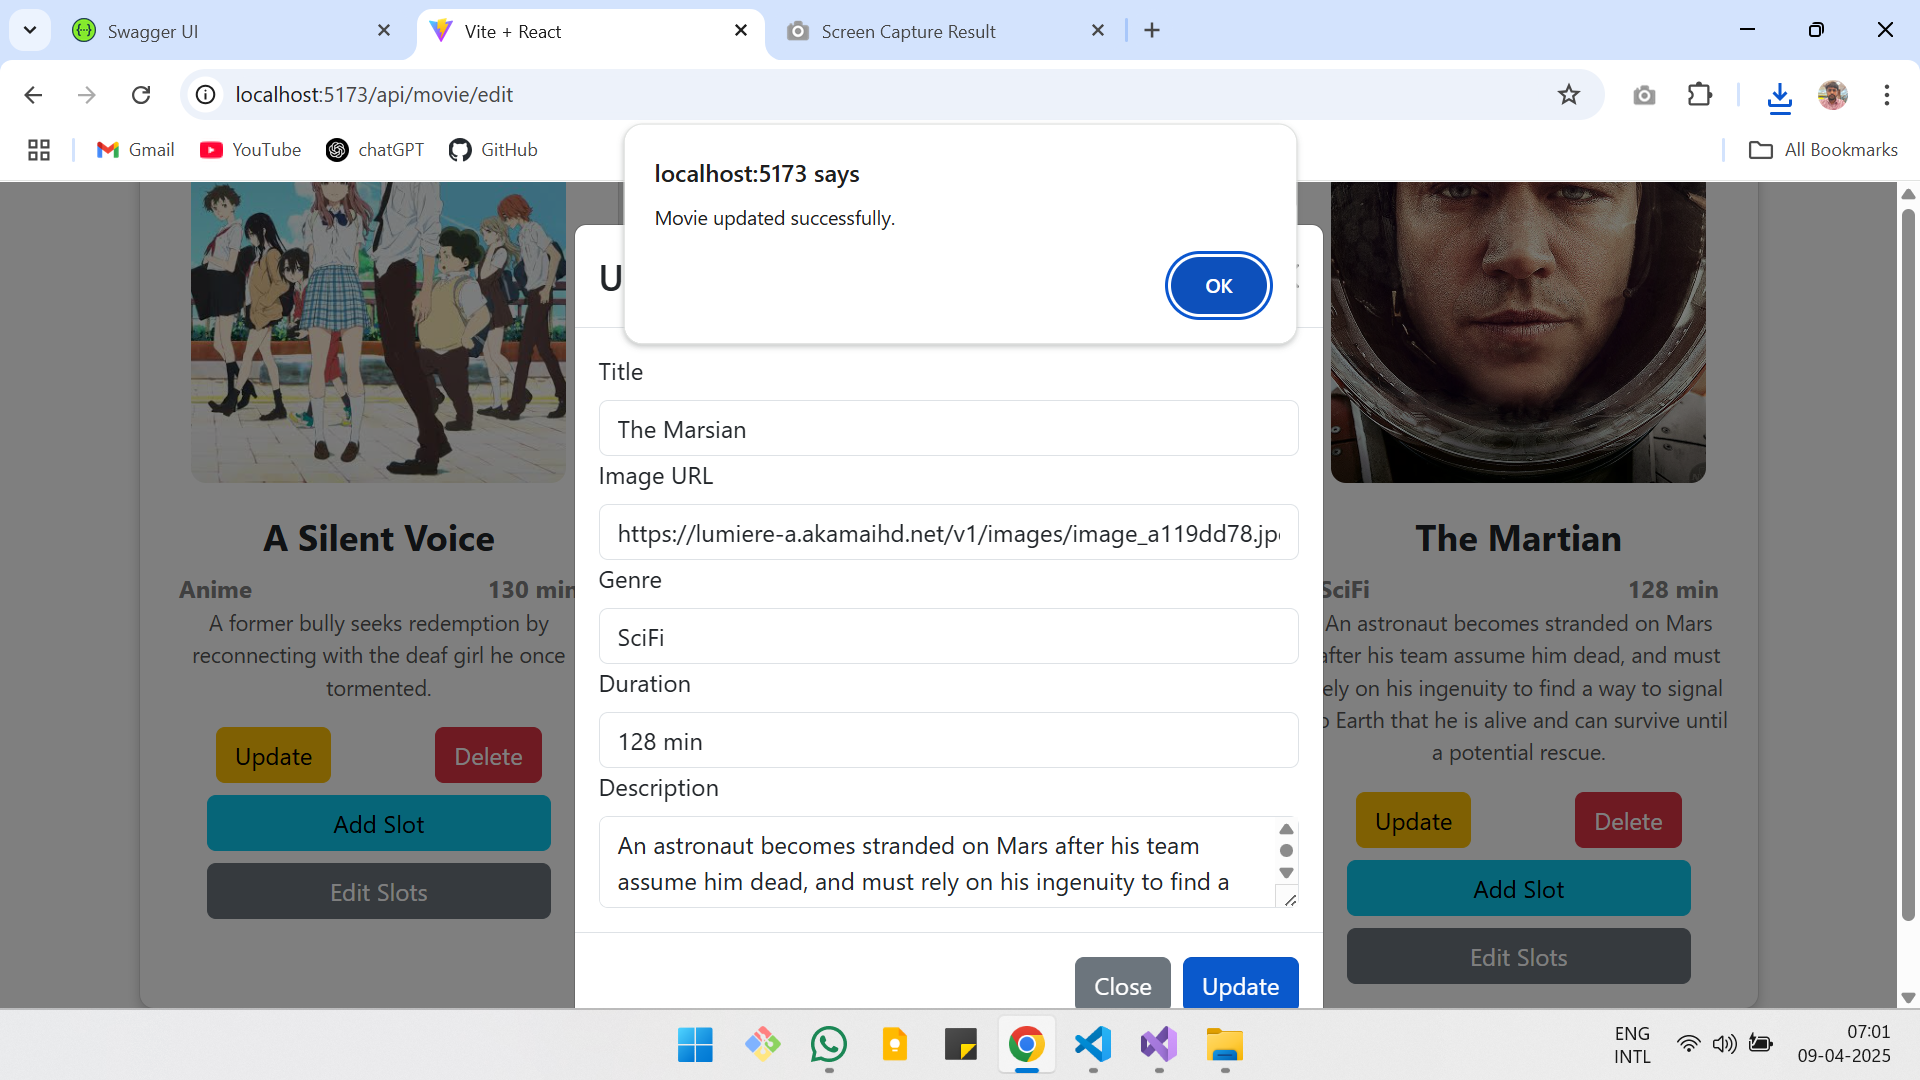 Swagger UI
Vite + React
Screen Capture Result
localhost:5173/api/movie/edit
Gmail
YouTube
chatGPT
GitHub
All Bookmarks
localhost:5173 says
Movie updated successfully.
OK
U
Title
The Marsian
Image URL
https://lumiere-a.akamaihd.net/v1/images/image_a119dd78.jp
Genre
SciFi
Duration
128 min
Description
An astronaut becomes stranded on Mars after his team
assume him dead, and must rely on his ingenuity to find a
Close
Update
A Silent Voice
Anime
130 min
A former bully seeks redemption by
reconnecting with the deaf girl he once
tormented.
Update
Delete
Add Slot
Edit Slots
The Martian
SciFi
128 min
An astronaut becomes stranded on Mars
after his team assume him dead, and must
ely on his ingenuity to find a way to signal
o Earth that he is alive and can survive until
a potential rescue.
Update
Delete
Add Slot
Edit Slots
ENG
INTL
07:01
09-04-2025